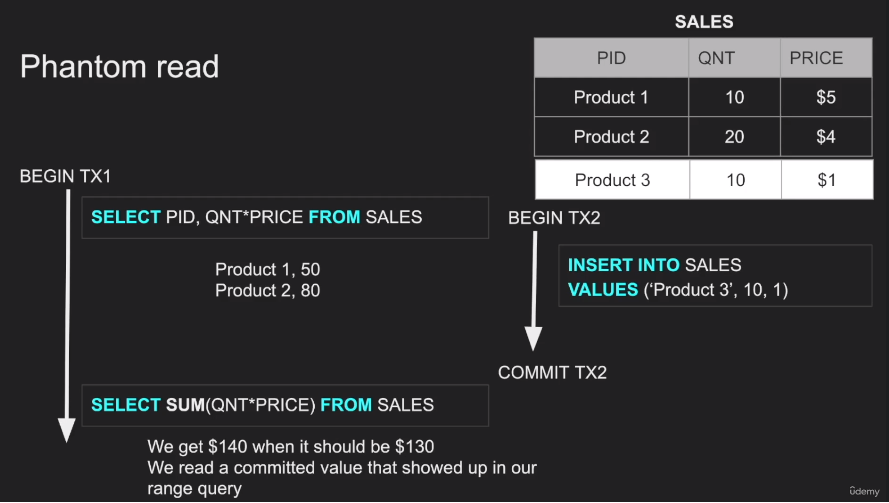 SALES
Phantom read
PID QNT PRICE
Product 1 10 $5
Product 2 20 $4
Product 3 10 $1
BEGIN TX1
SELECT PID, QNT*PRICE FROM SALES
Product 1, 50
Product 2, 80
BEGIN TX2
INSERT INTO SALES
VALUES (‘Product 3’, 10, 1)
COMMIT TX2
SELECT SUM(QNT*PRICE) FROM SALES
We get $140 when it should be $130
We read a committed value that showed up in our
range query
ûdemy